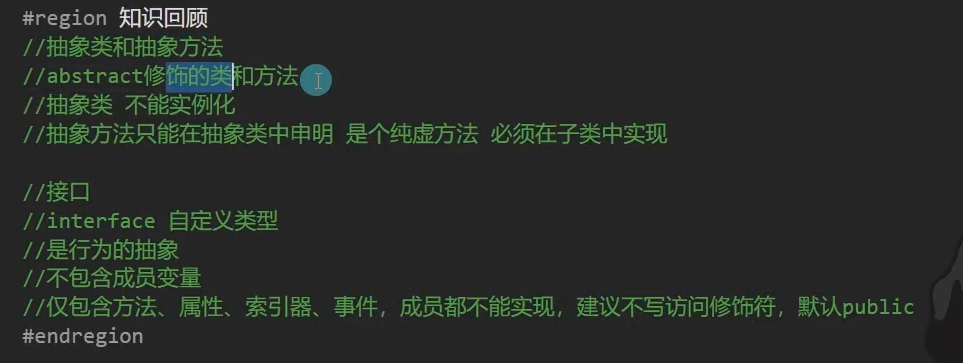 #region 知识回顾
//抽象类和抽象方法
//abstract修饰的类和方法
//抽象类 不能实例化
//抽象方法只能在抽象类中申明 是个纯虚方法 必须在子类中实现
//接口
//interface 自定义类型
//是行为的抽象
//不包含成员变量
//仅包含方法、属性、索引器、事件，成员都不能实现，建议不写访问修饰符，默认public
#endregion